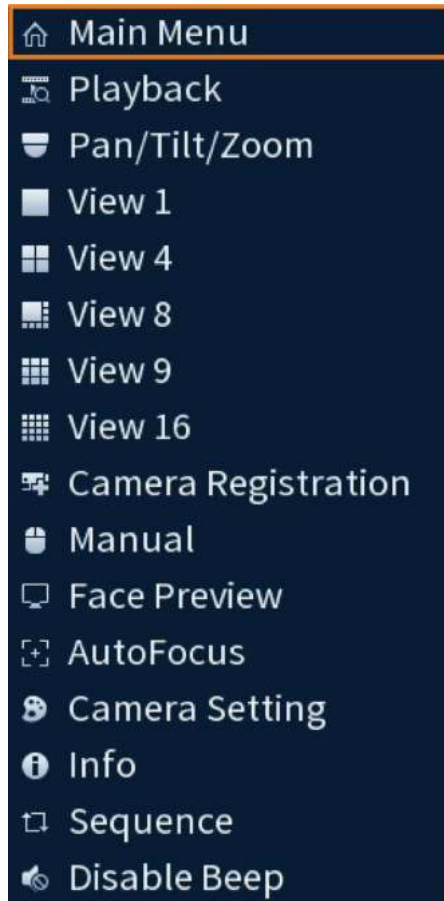 Main Menu
Playback
Pan/Tilt/Zoom
View 1
View 4
View 8
View 9
View 16
Camera Registration
Manual
Face Preview
AutoFocus
Camera Setting
Info
Sequence
Disable Beep